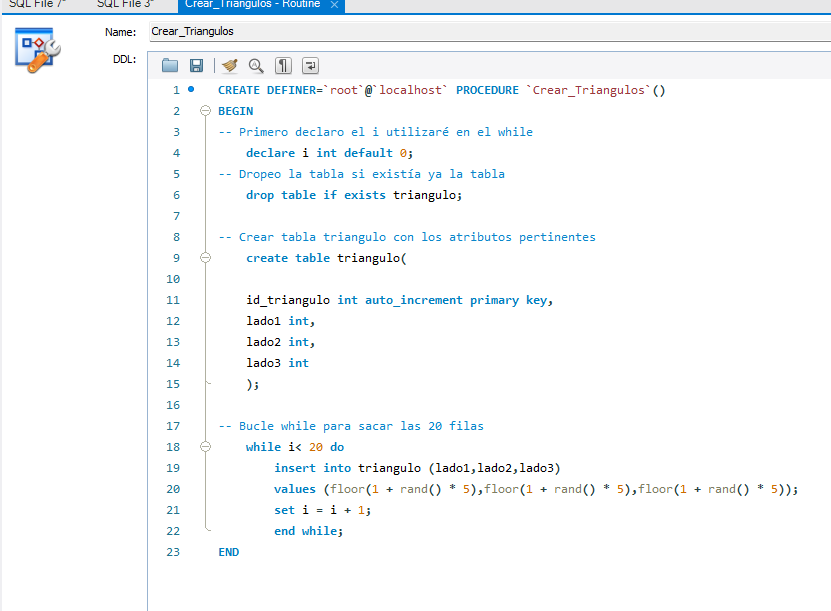 SQL File 7* SQL File 3* Crear_Triangulos - Routine
Name: Crear_Triangulos
DDL:
1 CREATE DEFINER=`root`@`localhost` PROCEDURE `Crear_Triangulos`()
2 BEGIN
3 -- Primero declaro el i utilizaré en el while
4 declare i int default 0;
5 -- Dropeo la tabla si existía ya la tabla
6 drop table if exists triangulo;
7
8 -- Crear tabla triangulo con los atributos pertinentes
9 create table triangulo(
10
11 id_triangulo int auto_increment primary key,
12 lado1 int,
13 lado2 int,
14 lado3 int
15 );
16
17 -- Bucle while para sacar las 20 filas
18 while i< 20 do
19 insert into triangulo (lado1,lado2,lado3)
20 values (floor(1 + rand() * 5),floor(1 + rand() * 5),floor(1 + rand() * 5));
21 set i = i + 1;
22 end while;
23 END